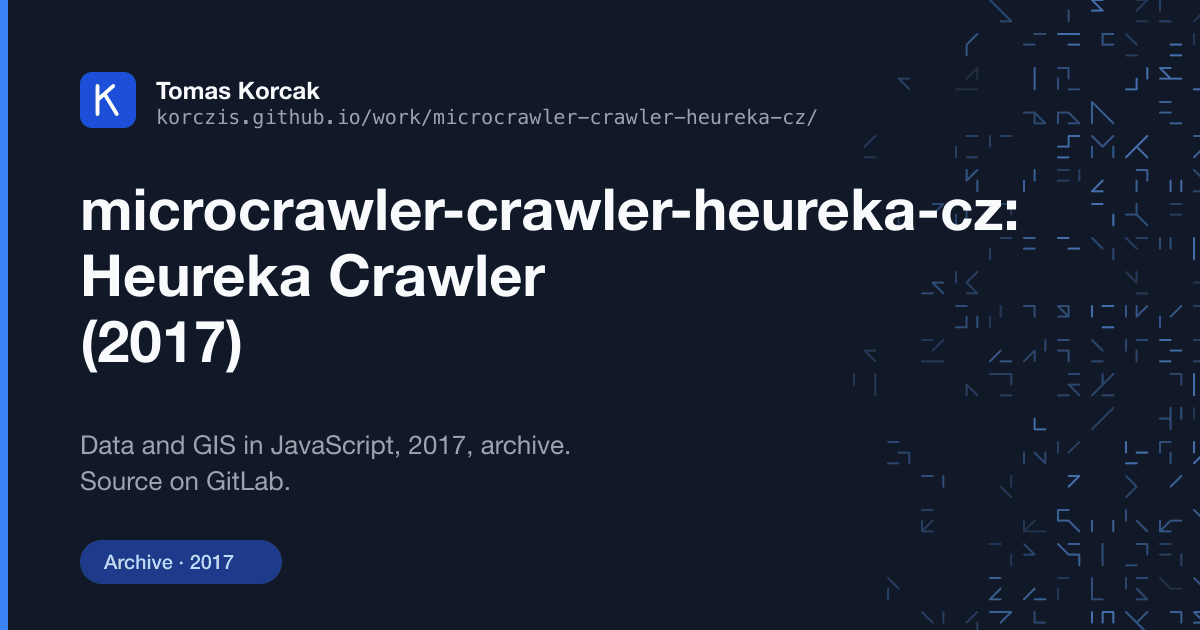 K
Tomas Korcak
korczis.github.io/work/microcrawler-crawler-heureka-cz/
microcrawler-crawler-heureka-cz:
Heureka Crawler
(2017)
Data and GIS in JavaScript, 2017, archive.
Source on GitLab.
Archive · 2017